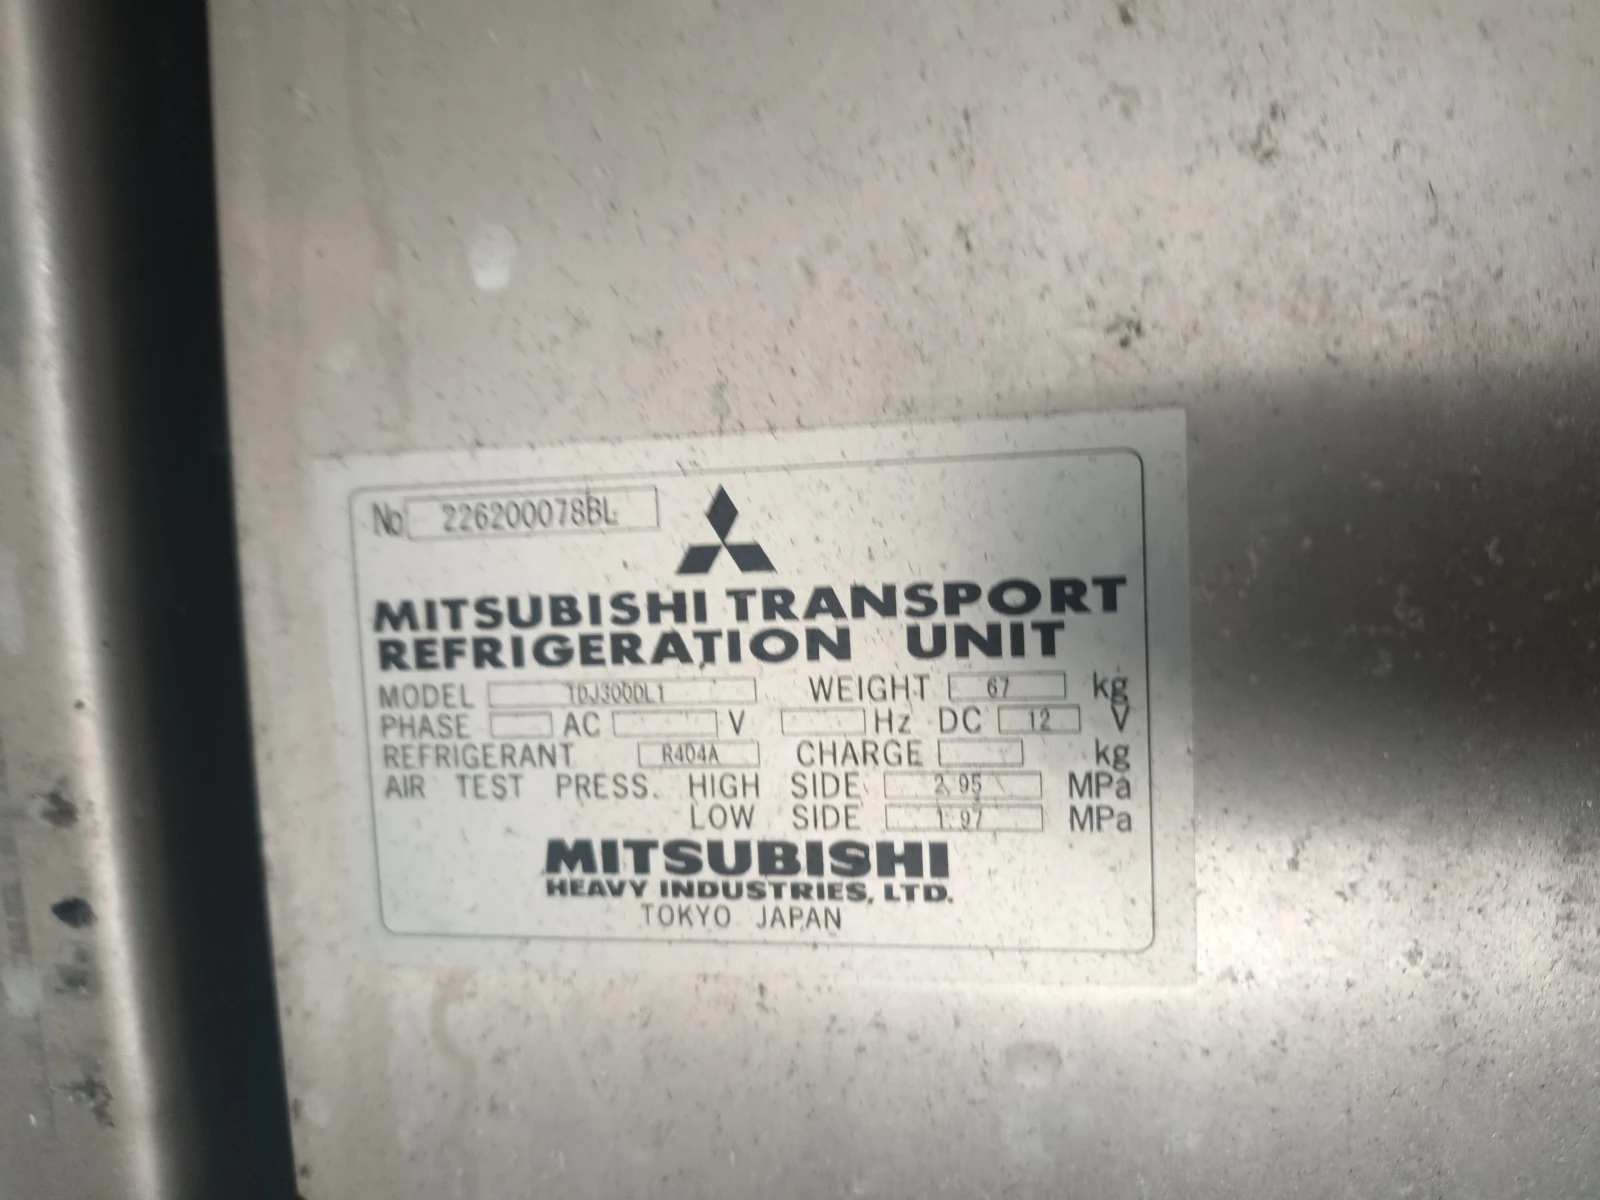 No 226200078BL
MITSUBISHI TRANSPORT
REFRIGERATION UNIT
MODEL TDJ300DL1 WEIGHT 67 kg
PHASE AC V Hz DC 12 V
REFRIGERANT R404A CHARGE kg
AIR TEST PRESS. HIGH SIDE 2.95 MPa
LOW SIDE 1.97 MPa
MITSUBISHI
HEAVY INDUSTRIES, LTD.
TOKYO JAPAN